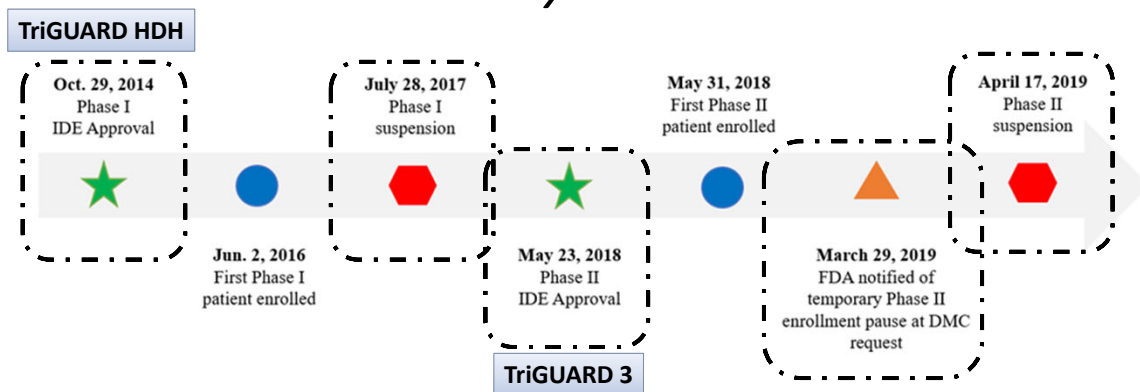 TriGUARD HDH
Oct. 29, 2014
Phase I
IDE Approval
Jun. 2, 2016
First Phase I
patient enrolled
July 28, 2017
Phase I
suspension
May 23, 2018
Phase II
IDE Approval
TriGUARD 3
May 31, 2018
First Phase II
patient enrolled
March 29, 2019
FDA notified of
temporary Phase II
enrollment pause at DMC
request
April 17, 2019
Phase II
suspension